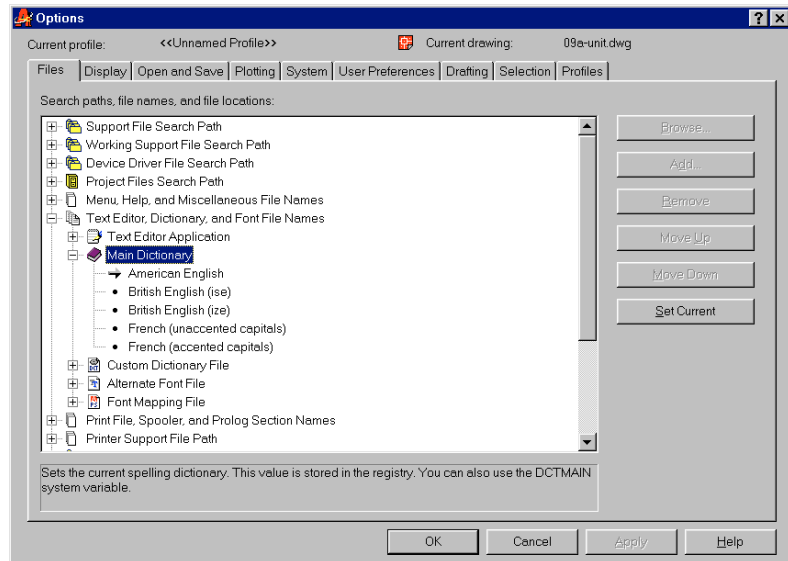 Options
Current profile: <<Unnamed Profile>> Current drawing: 09a-unit.dwg
Files Display Open and Save Plotting System User Preferences Drafting Selection Profiles
Search paths, file names, and file locations:
Support File Search Path
Working Support File Search Path
Device Driver File Search Path
Project Files Search Path
Menu, Help, and Miscellaneous File Names
Text Editor, Dictionary, and Font File Names
Text Editor Application
Main Dictionary
American English
British English (ise)
British English (ize)
French (unaccented capitals)
French (accented capitals)
Custom Dictionary File
Alternate Font File
Font Mapping File
Print File, Spooler, and Prolog Section Names
Printer Support File Path
Browse...
Add...
Remove
Move Up
Move Down
Set Current
Sets the current spelling dictionary. This value is stored in the registry. You can also use the DCTMAIN
system variable.
OK Cancel Apply Help